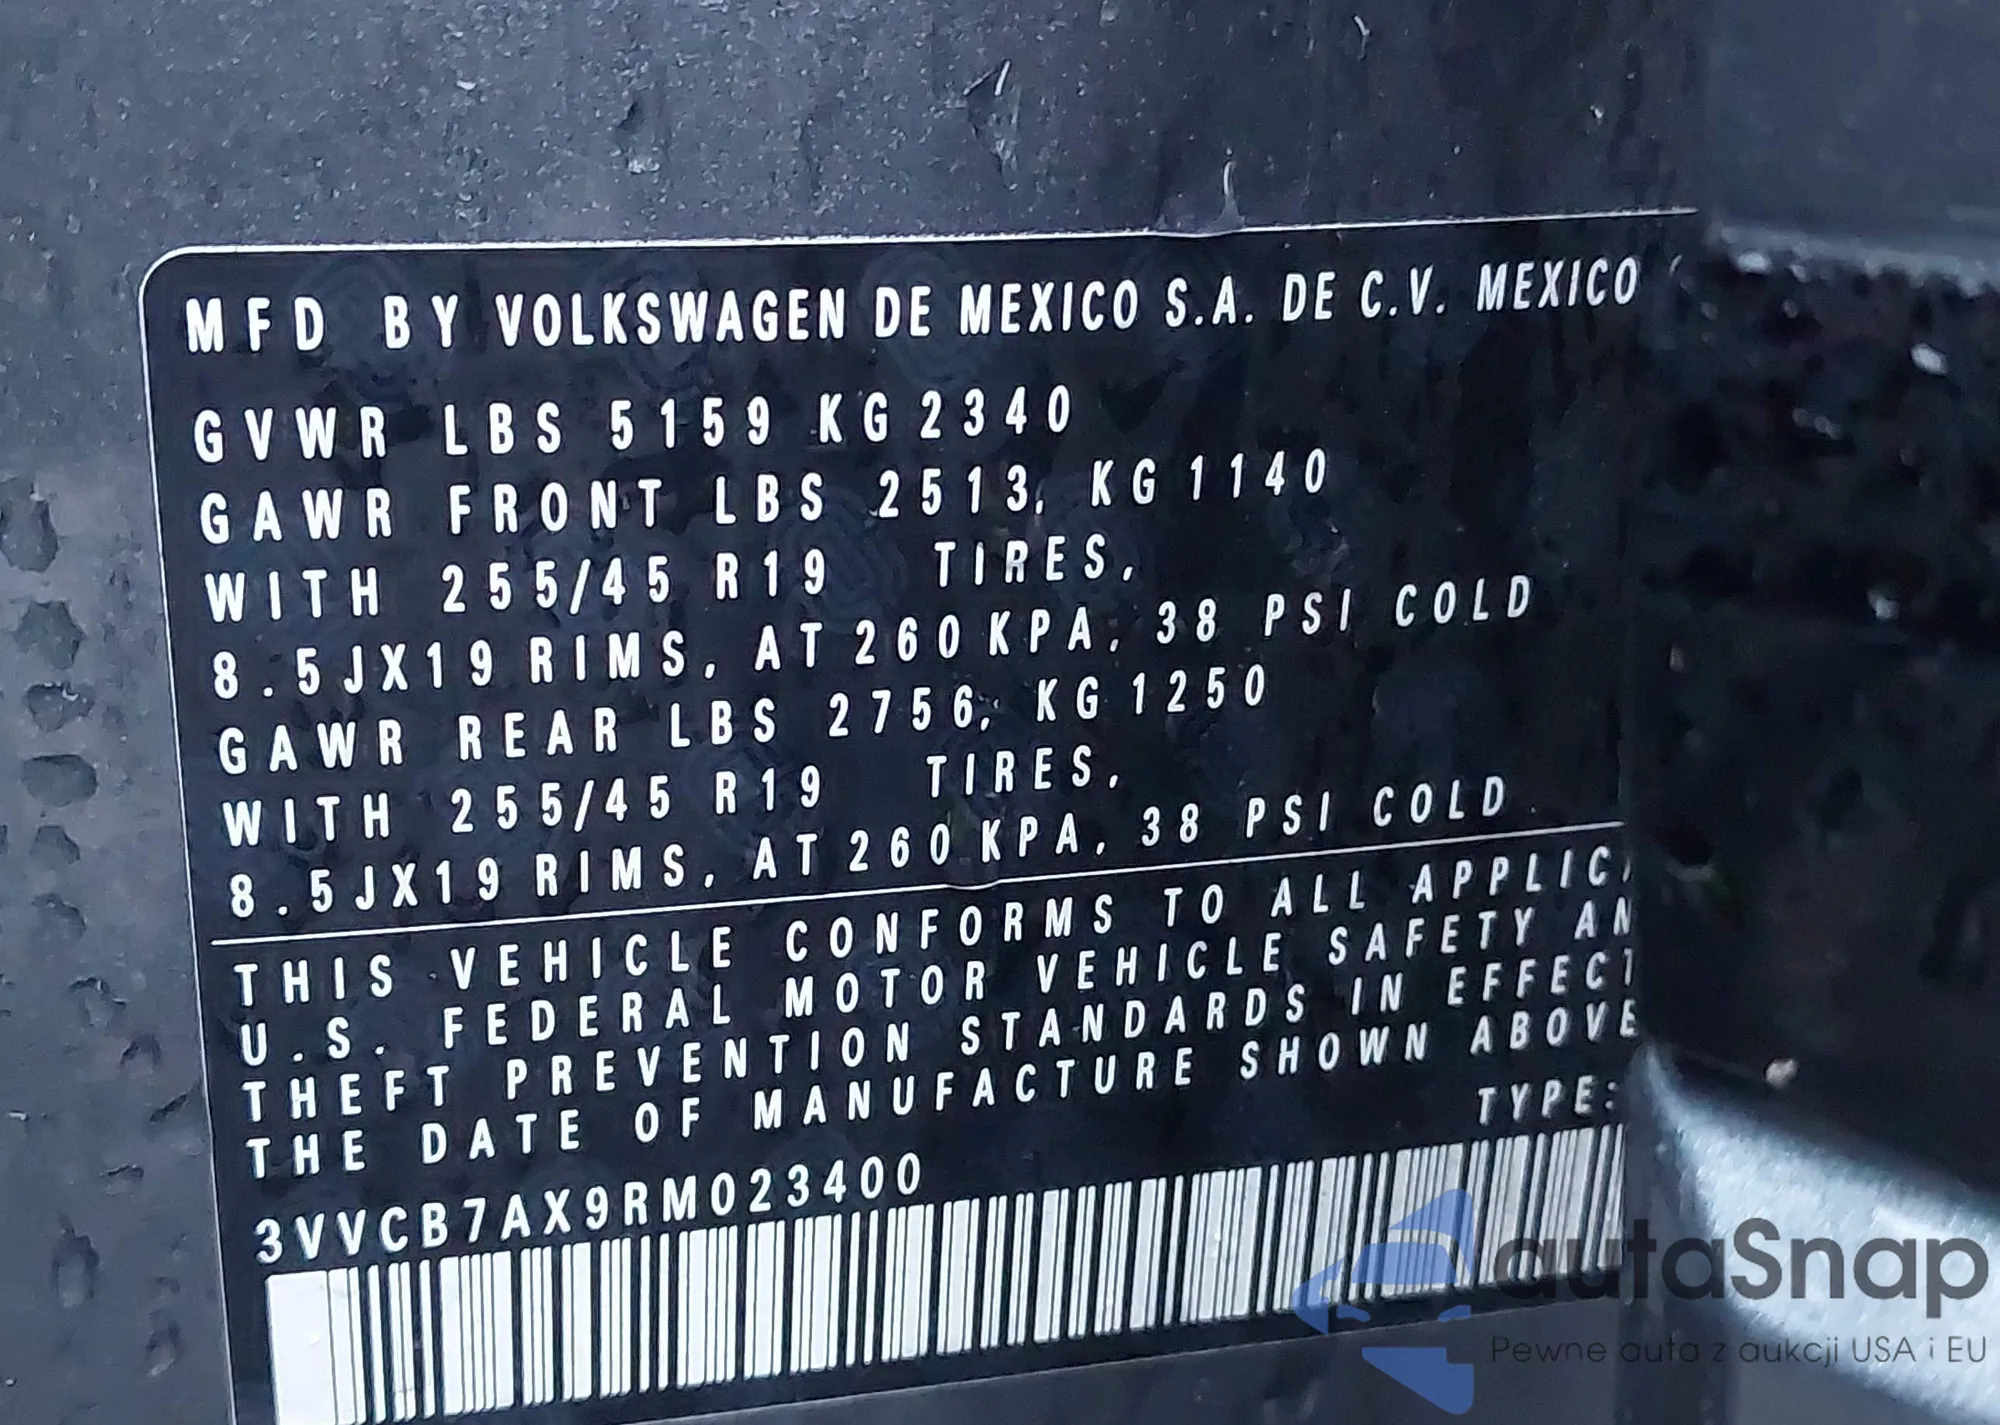 MFD BY VOLKSWAGEN DE MEXICO S.A. DE C.V. MEXICO
GVWR LBS 5159 KG 2340
GAWR FRONT LBS 2513, KG 1140
WITH 255/45 R19 TIRES,
8.5JX19 RIMS, AT 260 KPA, 38 PSI COLD
GAWR REAR LBS 2756, KG 1250
WITH 255/45 R19 TIRES,
8.5JX19 RIMS, AT 260 KPA, 38 PSI COLD
THIS VEHICLE CONFORMS TO ALL APPLIC
U.S. FEDERAL MOTOR VEHICLE SAFETY AN
THEFT PREVENTION STANDARDS IN EFFECT
THE DATE OF MANUFACTURE SHOWN ABOVE
TYPE:
3VVCB7AX9RM023400
autaSnap
Pewne auta z aukcji USA i EU